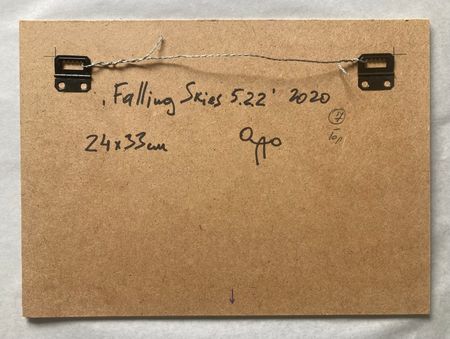 ‚Falling Skies 5.22' 2020
24x33cm
Top